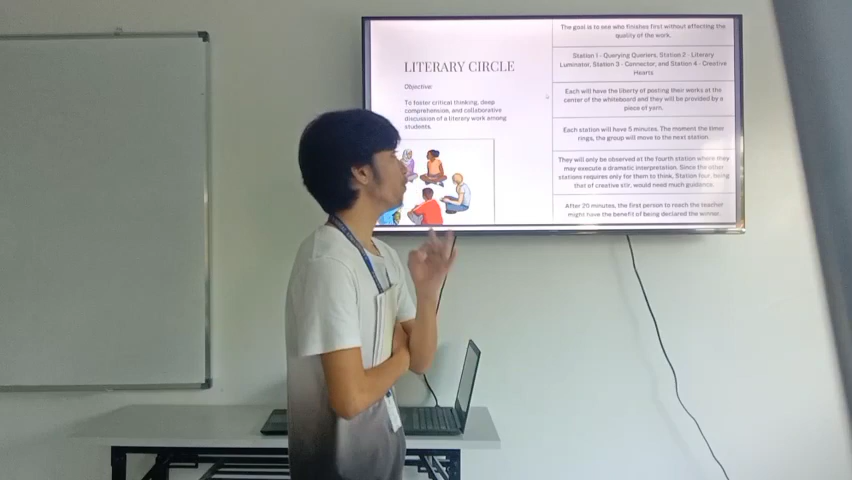 LITERARY CIRCLE
Objective:
To foster critical thinking, deep
comprehension, and collaborative
discussion of a literary work among
students.
The goal is to see who finishes first without affecting the
quality of the work.
Station 1 - Querying Queriers, Station 2 - Literary
Luminator, Station 3 - Connector, and Station 4 - Creative
Hearts
Each will have the liberty of posting their works at the
center of the whiteboard and they will be provided by a
piece of yarn.
Each station will have 5 minutes. The moment the timer
rings, the group will move to the next station.
They will only be observed at the fourth station where they
may execute a dramatic interpretation. Since the other
stations requires only for them to think, Station four, being
that of creative stir, would need much guidance.
After 20 minutes, the first person to reach the teacher
might have the benefit of being declared the winner.